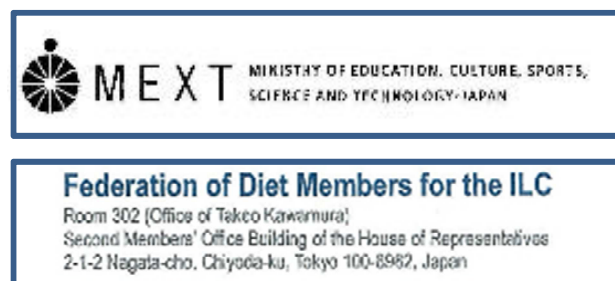 MEXT
MINISTRY OF EDUCATION, CULTURE, SPORTS,
SCIENCE AND TECHNOLOGY-JAPAN
Federation of Diet Members for the ILC
Room 302 (Office of Takeo Kawamura)
Second Members' Office Building of the House of Representatives
2-1-2 Nagata-cho, Chiyoda-ku, Tokyo 100-8982, Japan